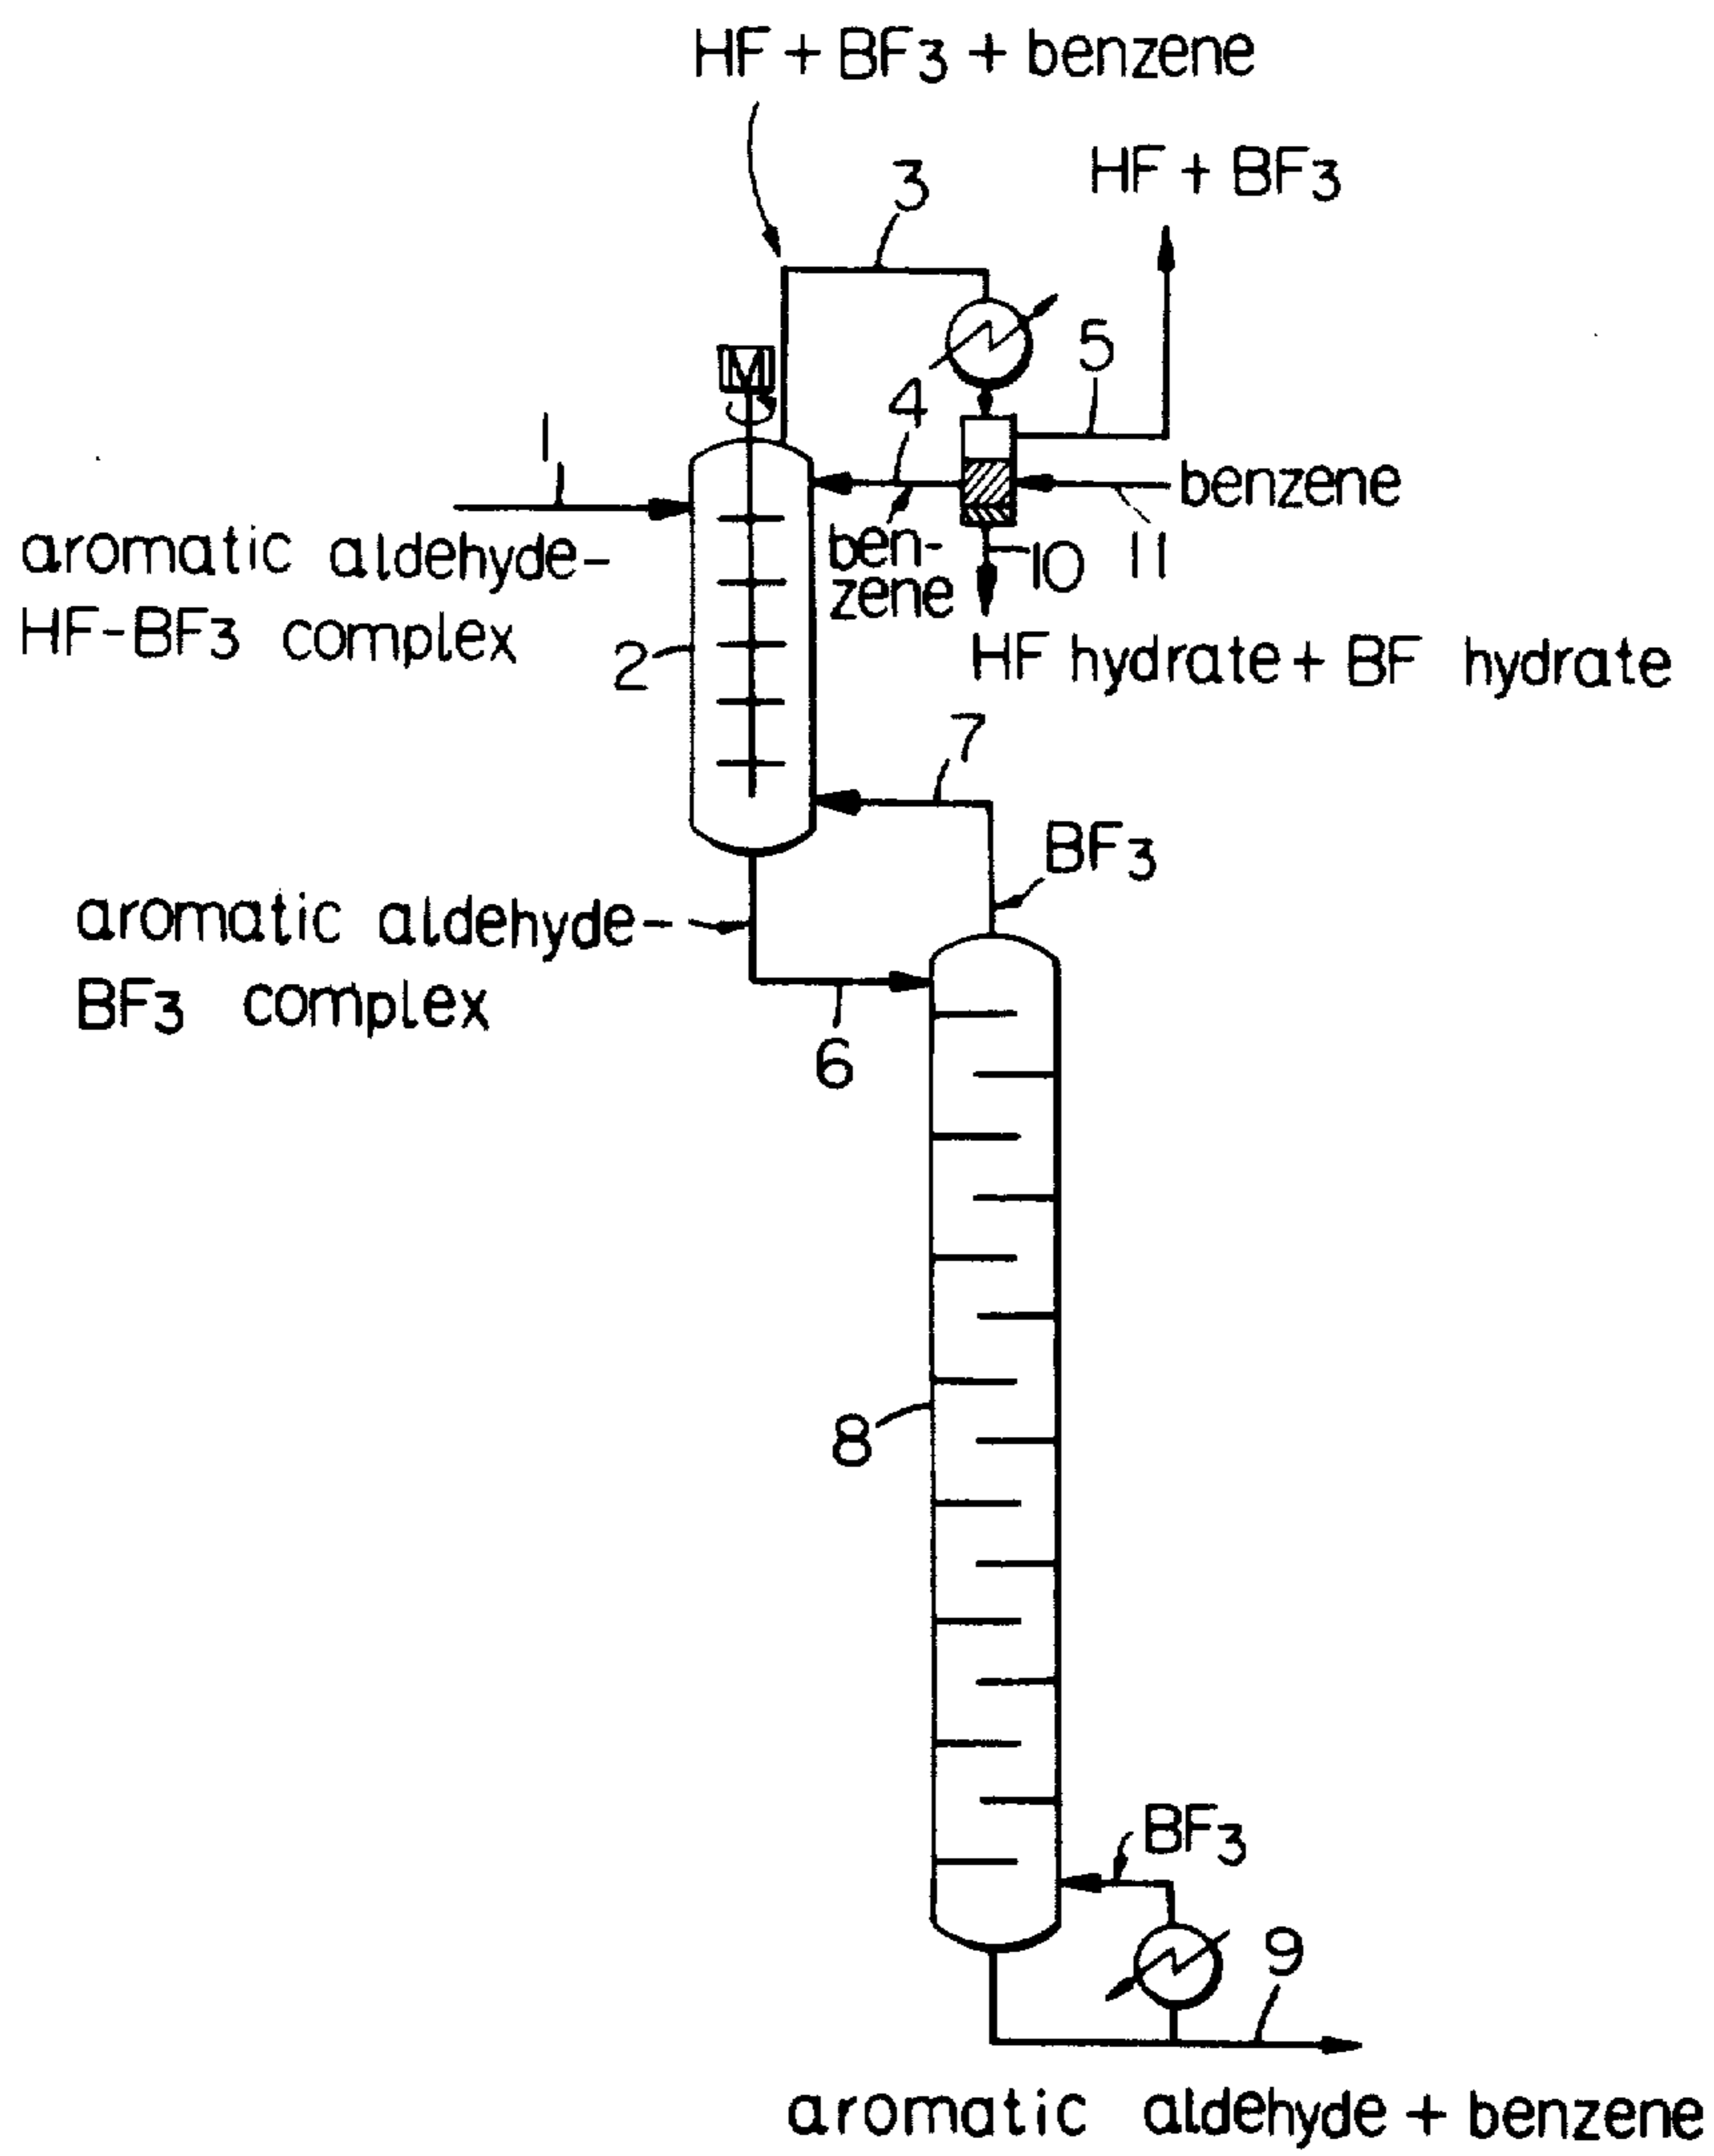 HF + BF3 + benzene
HF + BF3
3
5
M
4
1
benzene
aromatic aldehyde-
HF-BF3 complex
ben-
zene
10
11
2
HF hydrate + BF hydrate
7
BF3
aromatic aldehyde-
BF3 complex
6
8
BF3
9
aromatic aldehyde + benzene